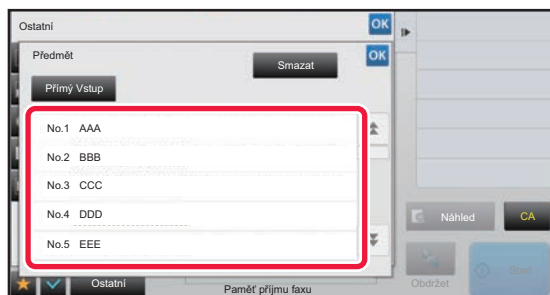 Ostatní
OK
Předmět
OK
Smazat
Přímý Vstup
No.1 AAA
No.2 BBB
No.3 CCC
No.4 DDD
No.5 EEE
Náhled
CA
Ostatní
Paměť příjmu faxu
Obdržet
Start